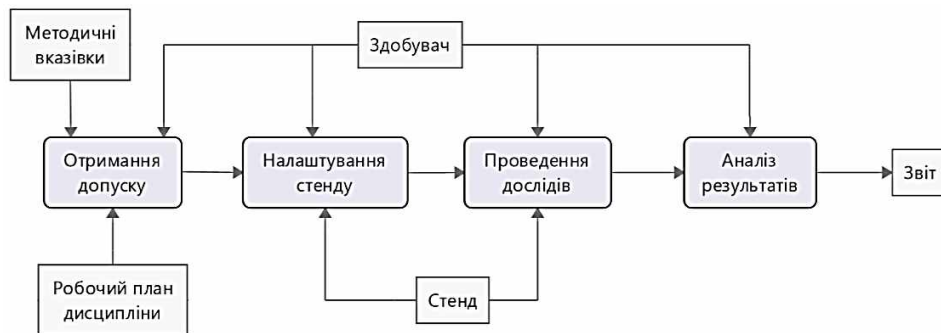 Методичні
вказівки
Здобувач
Отримання
допуску
Налаштування
стенду
Проведення
дослідів
Аналіз
результатів
Звіт
Робочий план
дисципліни
Стенд